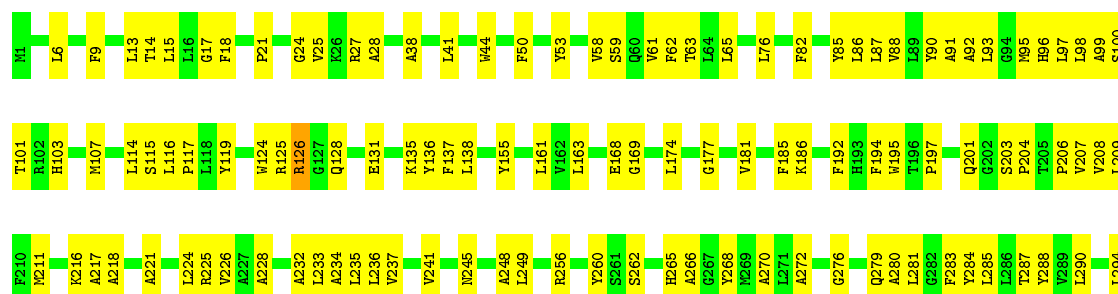 M1 L6 F9 L13 T14 L15 L16 G17 F18 P21 G24 V25 K26 R27 A28 A38 L41 W44 F50 Y53 V58 S59 Q60 V61 F62 T63 L64 L65 L76 F82 Y85 L86 L87 V88 L89 Y90 A91 A92 L93 G94 M95 H96 L97 L98 A99 S100
T101 R102 H103 M107 L114 S115 L116 P117 L118 Y119 W124 R125 R126 G127 Q128 E131 K135 Y136 F137 L138 Y155 L161 V162 L163 E168 G169 L174 G177 V181 F185 K186 F192 H193 F194 W195 T196 P197 Q201 G202 S203 P204 T205 P206 V207 V208 L209
F210 M211 K216 A217 A218 A221 L224 R225 V226 A227 A228 A232 L233 A234 L235 L236 V237 V241 N245 A248 L249 R256 Y260 S261 S262 H265 A266 G267 Y268 M269 A270 L271 A272 G276 Q279 A280 L281 G282 F283 Y284 L285 L286 T287 Y288 V289 L290